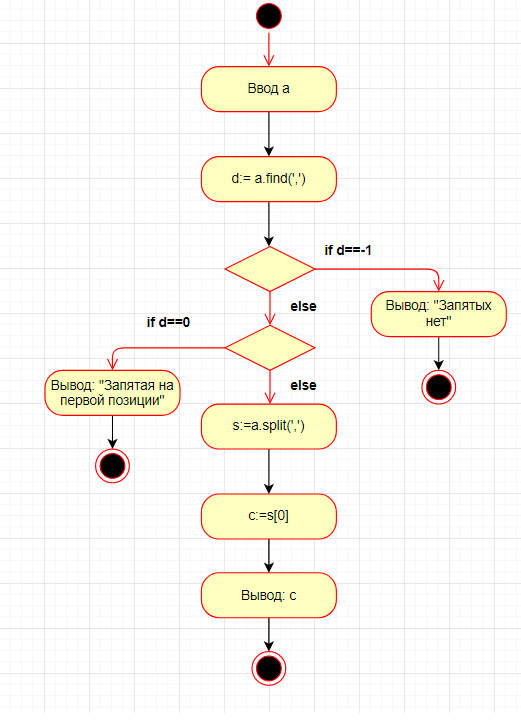 Ввод a
d:= a.find(',')
if d==-1
Вывод: "Запятых
нет"
else
if d==0
Вывод: "Запятая на
первой позиции"
else
s:=a.split(',')
c:=s[0]
Вывод: c